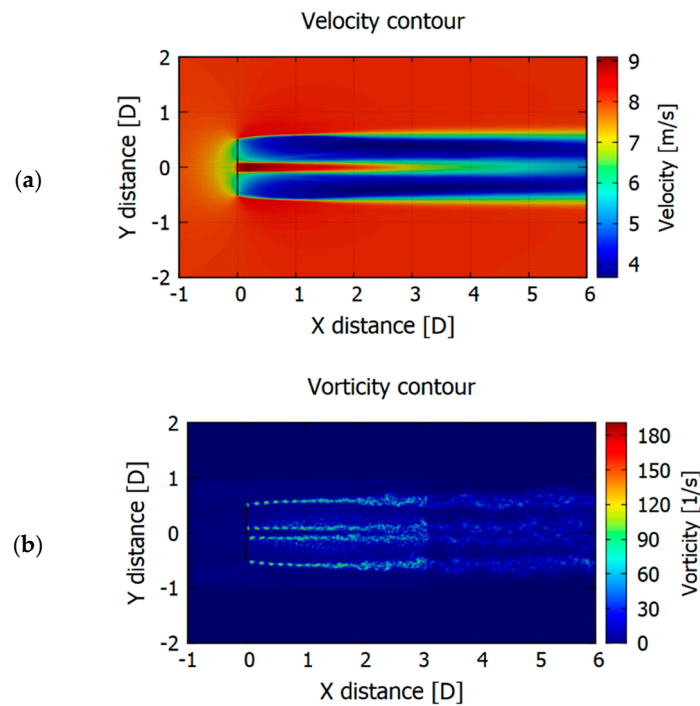 Velocity contour
(a)
Y distance [D]
2
1
0
-1
-2
-1 0 1 2 3 4 5 6
X distance [D]
9
8
7
6
5
4
Velocity [m/s]
Vorticity contour
(b)
Y distance [D]
2
1
0
-1
-2
-1 0 1 2 3 4 5 6
X distance [D]
180
150
120
90
60
30
0
Vorticity [1/s]